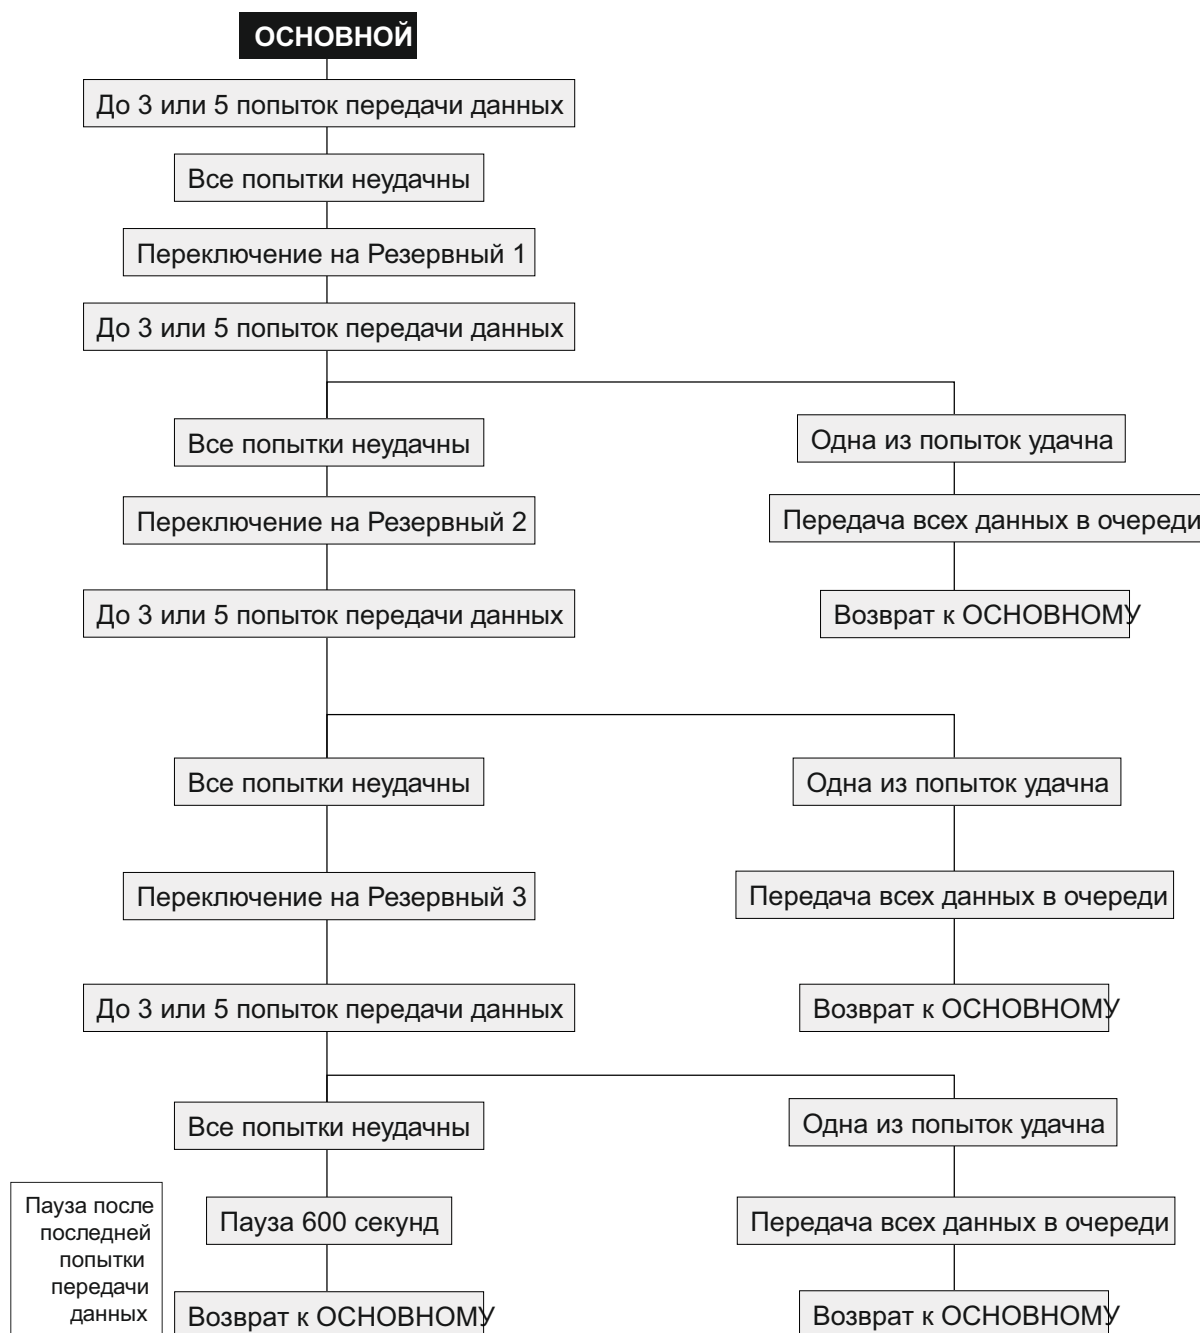 ОСНОВНОЙ
До 3 или 5 попыток передачи данных
Все попытки неудачны
Переключение на Резервный 1
До 3 или 5 попыток передачи данных
Все попытки неудачны
Одна из попыток удачна
Переключение на Резервный 2
Передача всех данных в очереди
До 3 или 5 попыток передачи данных
Возврат к ОСНОВНОМУ
Все попытки неудачны
Одна из попыток удачна
Переключение на Резервный 3
Передача всех данных в очереди
До 3 или 5 попыток передачи данных
Возврат к ОСНОВНОМУ
Все попытки неудачны
Одна из попыток удачна
Пауза после
последней
попытки
передачи
данных
Пауза 600 секунд
Передача всех данных в очереди
Возврат к ОСНОВНОМУ
Возврат к ОСНОВНОМУ